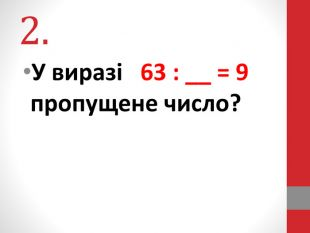 2.
•У виразі 63 : __ = 9
пропущене число?